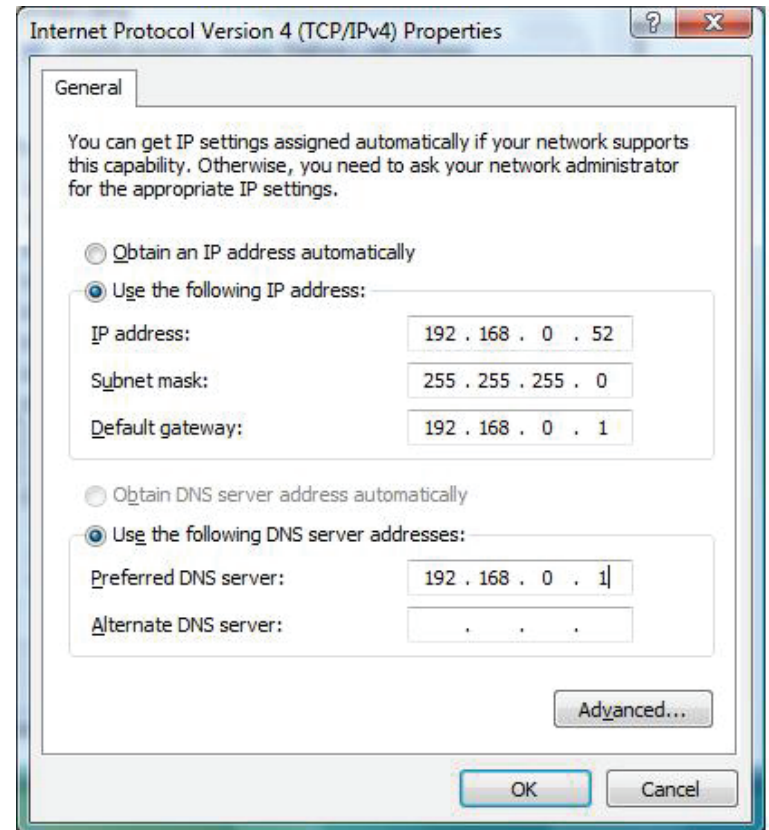 Internet Protocol Version 4 (TCP/IPv4) Properties
?
X
General
You can get IP settings assigned automatically if your network supports
this capability. Otherwise, you need to ask your network administrator
for the appropriate IP settings.
Obtain an IP address automatically
Use the following IP address:
IP address: 192 . 168 . 0 . 52
Subnet mask: 255 . 255 . 255 . 0
Default gateway: 192 . 168 . 0 . 1
Obtain DNS server address automatically
Use the following DNS server addresses:
Preferred DNS server: 192 . 168 . 0 . 1
Alternate DNS server: . . .
Advanced...
OK Cancel